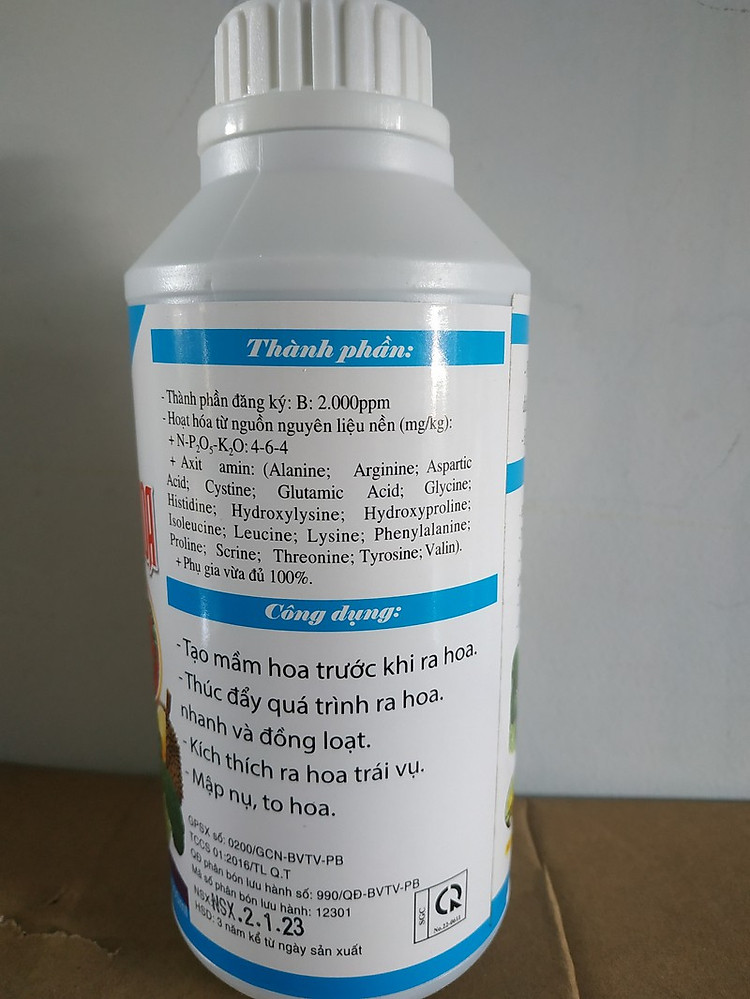 Thành phần:
- Thành phần đăng ký: B: 2.000ppm
- Hoạt hóa từ nguồn nguyên liệu nền (mg/kg):
+ N-P₂O₅-K₂O: 4-6-4
+ Axit amin: (Alanine; Arginine; Aspartic
Acid; Cystine; Glutamic Acid; Glycine;
Histidine; Hydroxylysine; Hydroxyproline;
Isoleucine; Leucine; Lysine; Phenylalanine;
Proline; Scrine; Threonine; Tyrosine; Valin).
+ Phụ gia vừa đủ 100%.
Công dụng:
- Tạo mầm hoa trước khi ra hoa.
- Thúc đẩy quá trình ra hoa.
nhanh và đồng loạt.
- Kích thích ra hoa trái vụ.
- Mập nụ, to hoa.
GPSX số: 0200/GCN-BVTV-PB
TCCS 01:2016/TL Q.T
QĐ phân bón lưu hành số: 990/QĐ-BVTV-PB
Mã số phân bón lưu hành: 12301
NSX NSX.2.1.23
HSD: 3 năm kể từ ngày sản xuất
SGC
No.23-0611